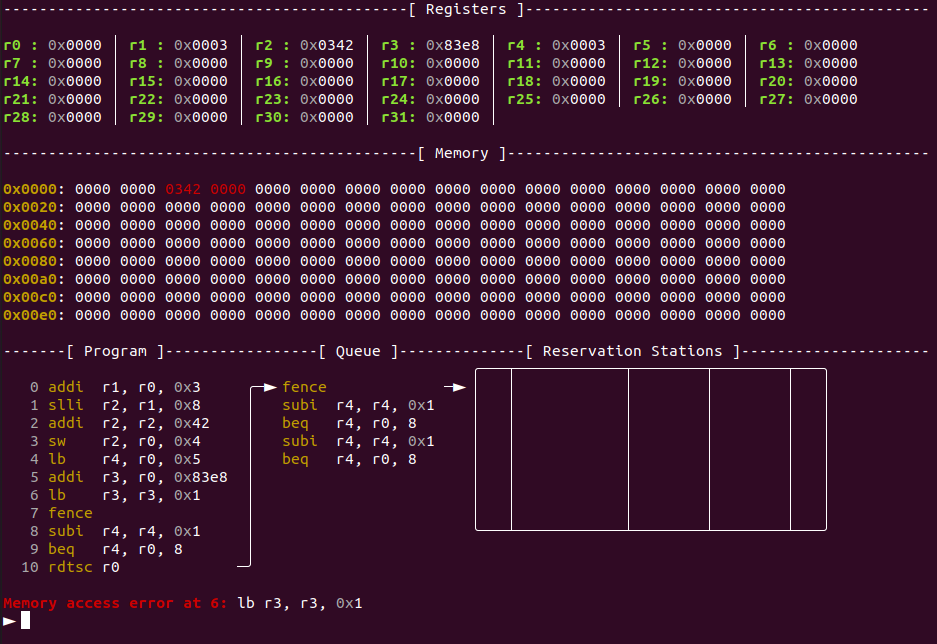 ---------------------------------------------[ Registers ]---------------------------------------------
r0 : 0x0000 │ r1 : 0x0003 │ r2 : 0x0342 │ r3 : 0x83e8 │ r4 : 0x0003 │ r5 : 0x0000 │ r6 : 0x0000
r7 : 0x0000 │ r8 : 0x0000 │ r9 : 0x0000 │ r10: 0x0000 │ r11: 0x0000 │ r12: 0x0000 │ r13: 0x0000
r14: 0x0000 │ r15: 0x0000 │ r16: 0x0000 │ r17: 0x0000 │ r18: 0x0000 │ r19: 0x0000 │ r20: 0x0000
r21: 0x0000 │ r22: 0x0000 │ r23: 0x0000 │ r24: 0x0000 │ r25: 0x0000 │ r26: 0x0000 │ r27: 0x0000
r28: 0x0000 │ r29: 0x0000 │ r30: 0x0000 │ r31: 0x0000 │
----------------------------------------------[ Memory ]-----------------------------------------------
0x0000: 0000 0000 0342 0000 0000 0000 0000 0000 0000 0000 0000 0000 0000 0000 0000 0000
0x0020: 0000 0000 0000 0000 0000 0000 0000 0000 0000 0000 0000 0000 0000 0000 0000 0000
0x0040: 0000 0000 0000 0000 0000 0000 0000 0000 0000 0000 0000 0000 0000 0000 0000 0000
0x0060: 0000 0000 0000 0000 0000 0000 0000 0000 0000 0000 0000 0000 0000 0000 0000 0000
0x0080: 0000 0000 0000 0000 0000 0000 0000 0000 0000 0000 0000 0000 0000 0000 0000 0000
0x00a0: 0000 0000 0000 0000 0000 0000 0000 0000 0000 0000 0000 0000 0000 0000 0000 0000
0x00c0: 0000 0000 0000 0000 0000 0000 0000 0000 0000 0000 0000 0000 0000 0000 0000 0000
0x00e0: 0000 0000 0000 0000 0000 0000 0000 0000 0000 0000 0000 0000 0000 0000 0000 0000
-------[ Program ]-----------------[ Queue ]--------------[ Reservation Stations ]---------------------
0 addi r1, r0, 0x3 fence
1 slli r2, r1, 0x8 subi r4, r4, 0x1
2 addi r2, r2, 0x42 beq r4, r0, 8
3 sw r2, r0, 0x4 subi r4, r4, 0x1
4 lb r4, r0, 0x5 beq r4, r0, 8
5 addi r3, r0, 0x83e8
6 lb r3, r3, 0x1
7 fence
8 subi r4, r4, 0x1
9 beq r4, r0, 8
10 rdtsc r0
Memory access error at 6: lb r3, r3, 0x1